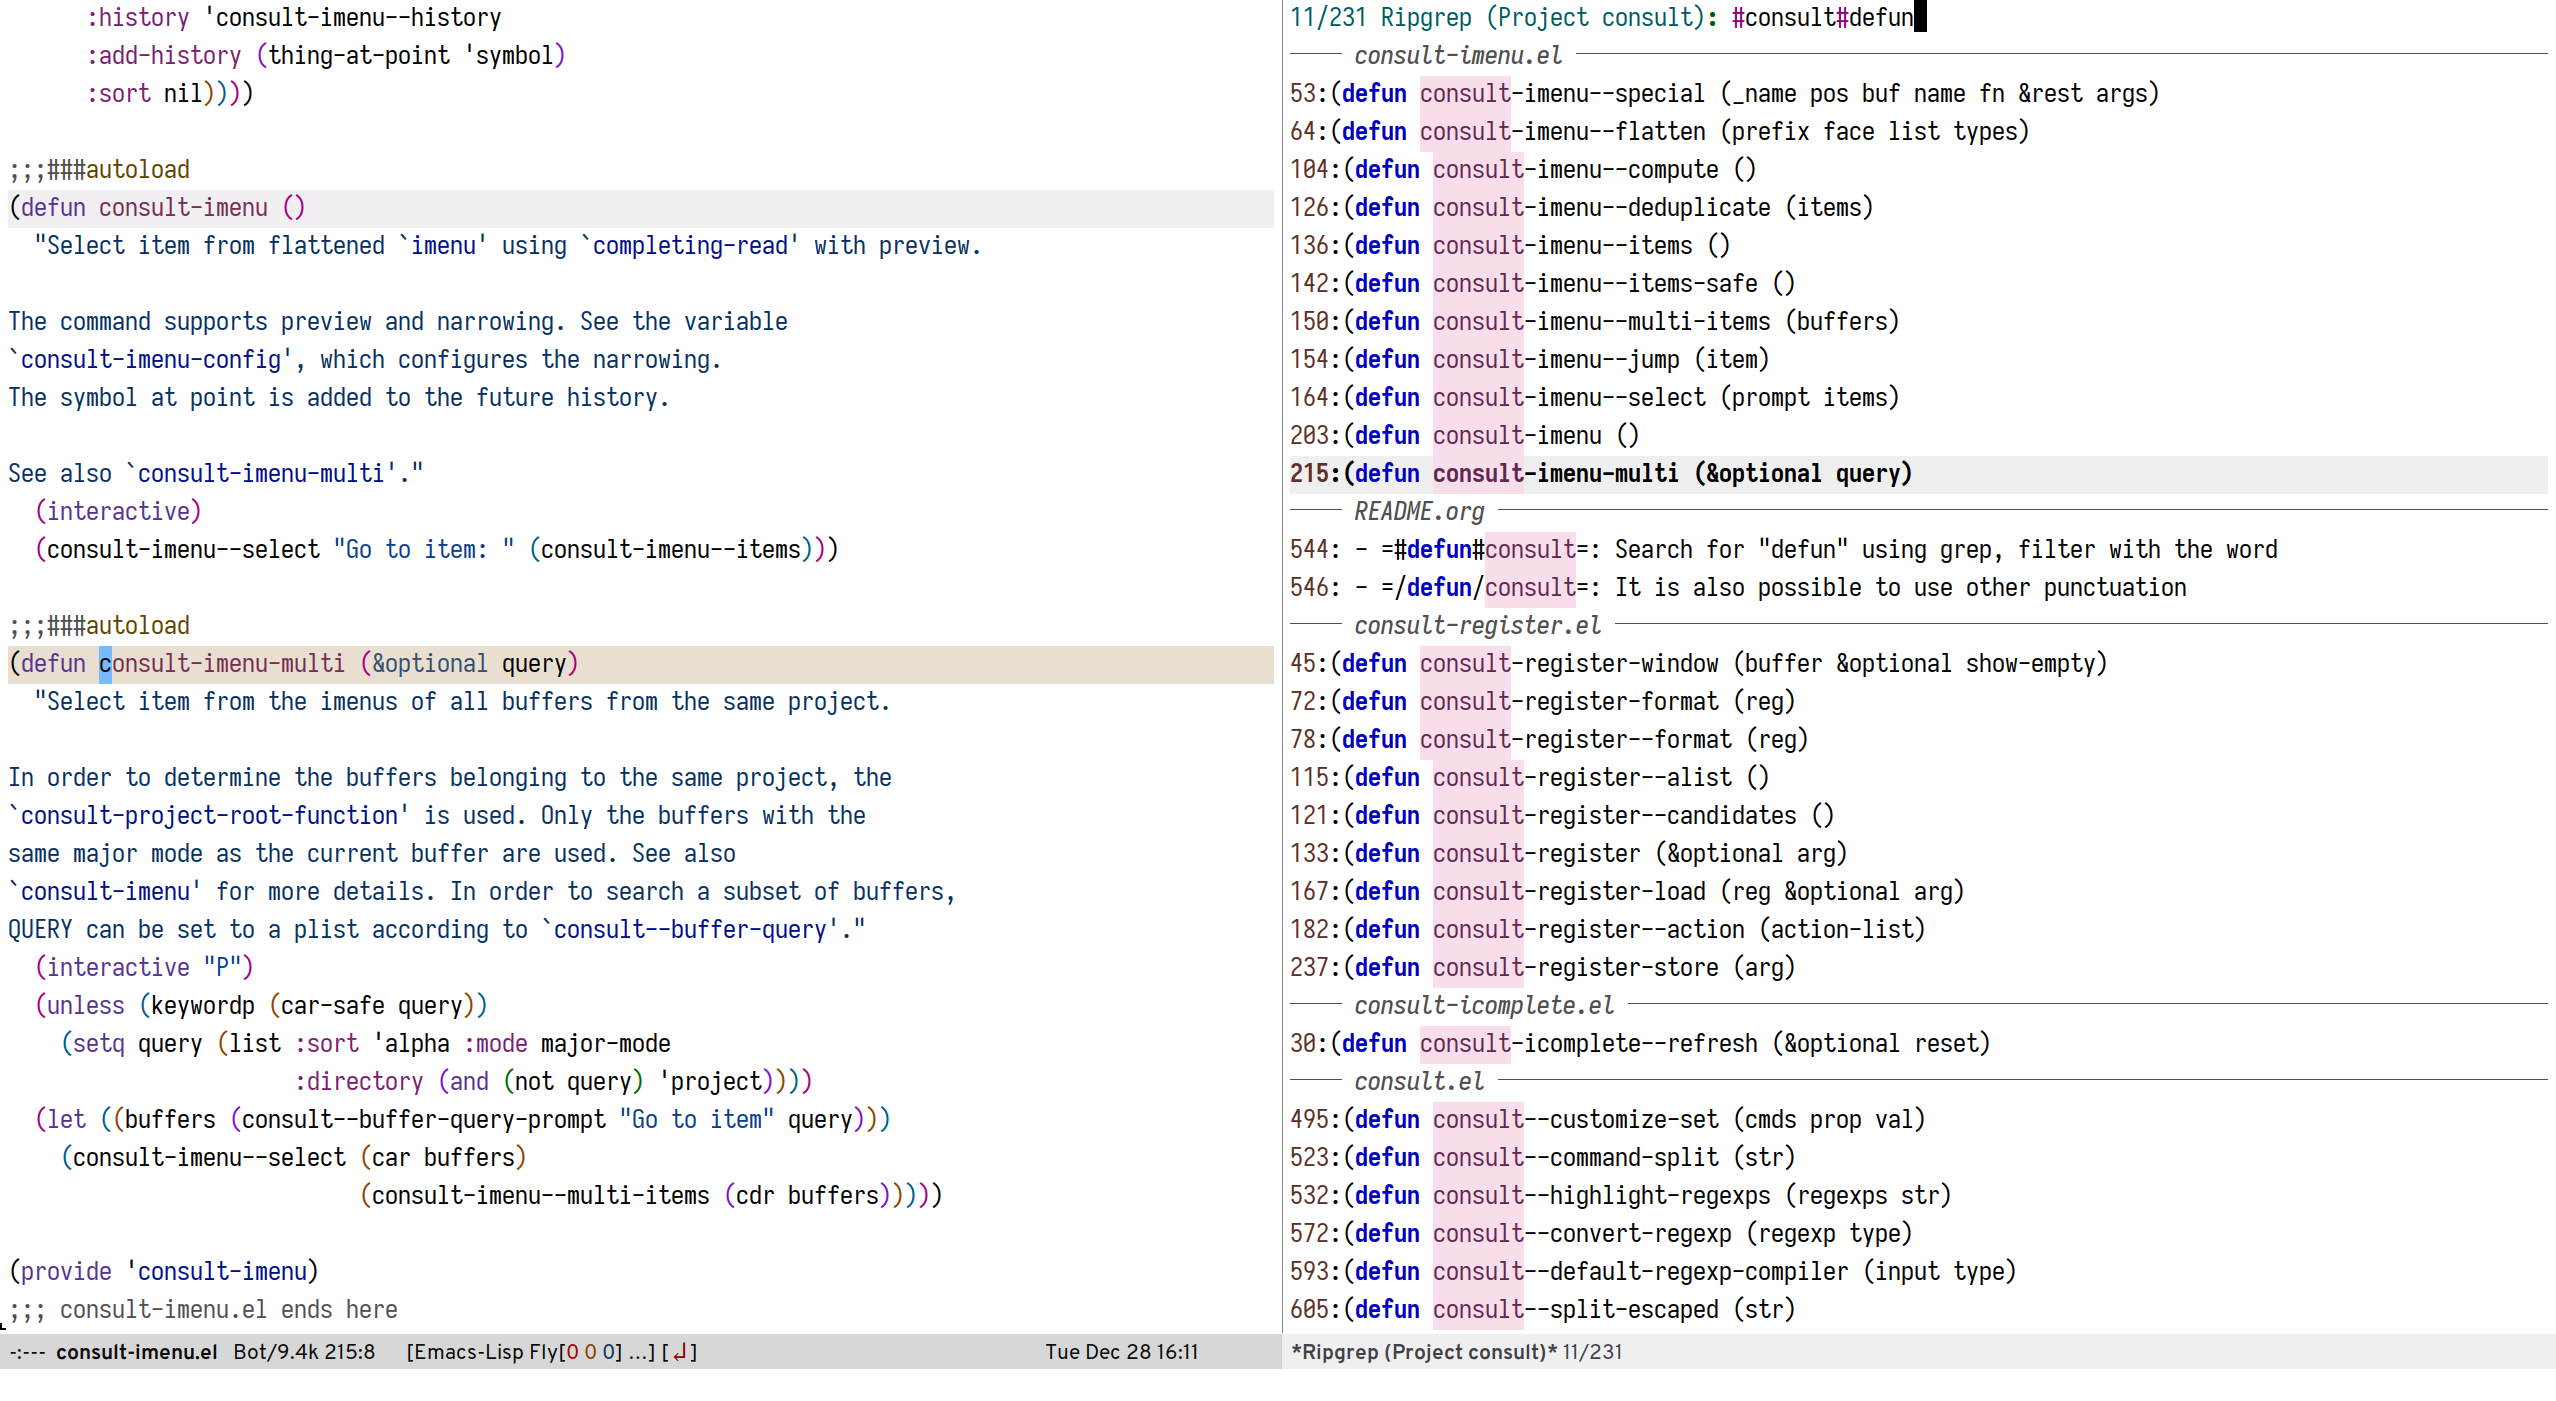 :history 'consult-imenu--history
      :add-history (thing-at-point 'symbol)
      :sort nil))))

;;;###autoload
(defun consult-imenu ()
  "Select item from flattened `imenu' using `completing-read' with preview.

The command supports preview and narrowing. See the variable
`consult-imenu-config', which configures the narrowing.
The symbol at point is added to the future history.

See also `consult-imenu-multi'."
  (interactive)
  (consult-imenu--select "Go to item: " (consult-imenu--items)))

;;;###autoload
(defun consult-imenu-multi (&optional query)
  "Select item from the imenus of all buffers from the same project.

In order to determine the buffers belonging to the same project, the
`consult-project-root-function' is used. Only the buffers with the
same major mode as the current buffer are used. See also
`consult-imenu' for more details. In order to search a subset of buffers,
QUERY can be set to a plist according to `consult--buffer-query'."
  (interactive "P")
  (unless (keywordp (car-safe query))
    (setq query (list :sort 'alpha :mode major-mode
                      :directory (and (not query) 'project))))
  (let ((buffers (consult--buffer-query-prompt "Go to item" query)))
    (consult-imenu--select (car buffers)
                           (consult-imenu--multi-items (cdr buffers)))))

(provide 'consult-imenu)
;;; consult-imenu.el ends here
-:--- consult-imenu.el Bot/9.4k 215:8 [Emacs-Lisp Fly[0 0 0] ...] [↲] Tue Dec 28 16:11
11/231 Ripgrep (Project consult): #consult#defun
consult-imenu.el
53:(defun consult-imenu--special (_name pos buf name fn &rest args)
64:(defun consult-imenu--flatten (prefix face list types)
104:(defun consult-imenu--compute ()
126:(defun consult-imenu--deduplicate (items)
136:(defun consult-imenu--items ()
142:(defun consult-imenu--items-safe ()
150:(defun consult-imenu--multi-items (buffers)
154:(defun consult-imenu--jump (item)
164:(defun consult-imenu--select (prompt items)
203:(defun consult-imenu ()
215:(defun consult-imenu-multi (&optional query)
README.org
544: - =#defun#consult=: Search for "defun" using grep, filter with the word
546: - =/defun/consult=: It is also possible to use other punctuation
consult-register.el
45:(defun consult-register-window (buffer &optional show-empty)
72:(defun consult-register-format (reg)
78:(defun consult-register--format (reg)
115:(defun consult-register--alist ()
121:(defun consult-register--candidates ()
133:(defun consult-register (&optional arg)
167:(defun consult-register-load (reg &optional arg)
182:(defun consult-register--action (action-list)
237:(defun consult-register-store (arg)
consult-icomplete.el
30:(defun consult-icomplete--refresh (&optional reset)
consult.el
495:(defun consult--customize-set (cmds prop val)
523:(defun consult--command-split (str)
532:(defun consult--highlight-regexps (regexps str)
572:(defun consult--convert-regexp (regexp type)
593:(defun consult--default-regexp-compiler (input type)
605:(defun consult--split-escaped (str)
*Ripgrep (Project consult)* 11/231